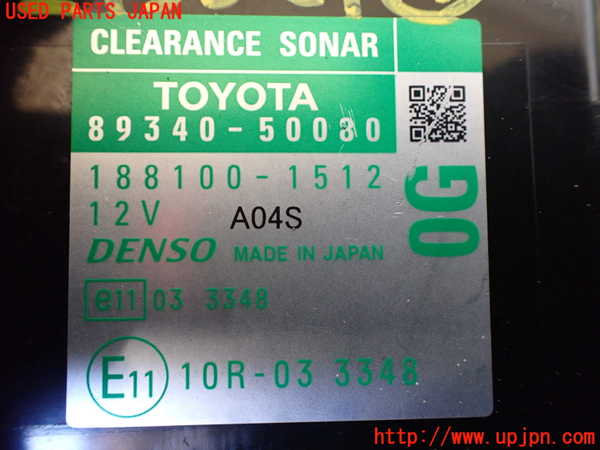 USED PARTS JAPAN
CLEARANCE SONAR
TOYOTA
89340-50080
188100-1512
12V A04S
0G
DENSO MADE IN JAPAN
e11 03 3348
E11 10R-03 3348
http://www.upjpn.com/